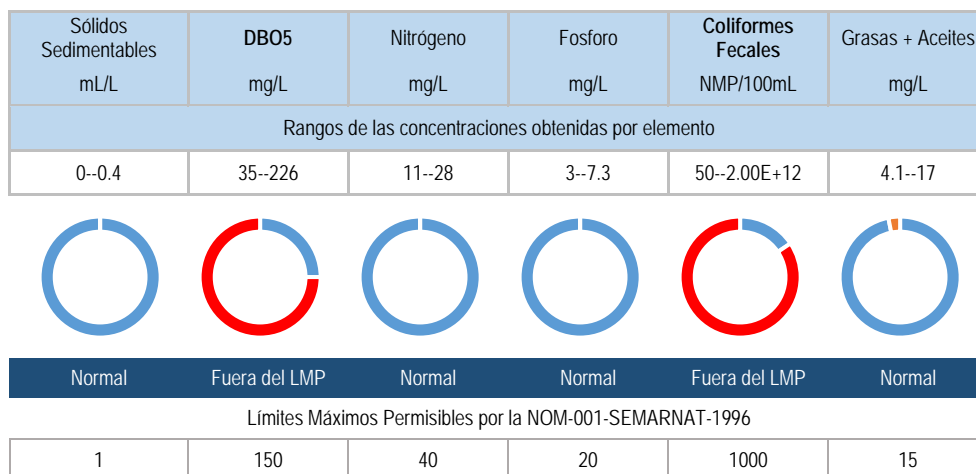 Sólidos Sedimentables DBO5 Nitrógeno Fosforo Coliformes Fecales Grasas + Aceites
mL/L mg/L mg/L mg/L NMP/100mL mg/L
Rangos de las concentraciones obtenidas por elemento
0--0.4 35--226 11--28 3--7.3 50--2.00E+12 4.1--17
Normal Fuera del LMP Normal Normal Fuera del LMP Normal
Límites Máximos Permisibles por la NOM-001-SEMARNAT-1996
1 150 40 20 1000 15